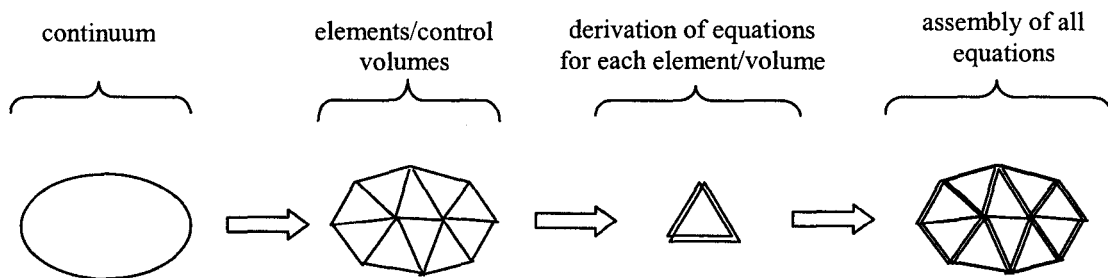 continuum
elements/control
volumes
derivation of equations
for each element/volume
assembly of all
equations